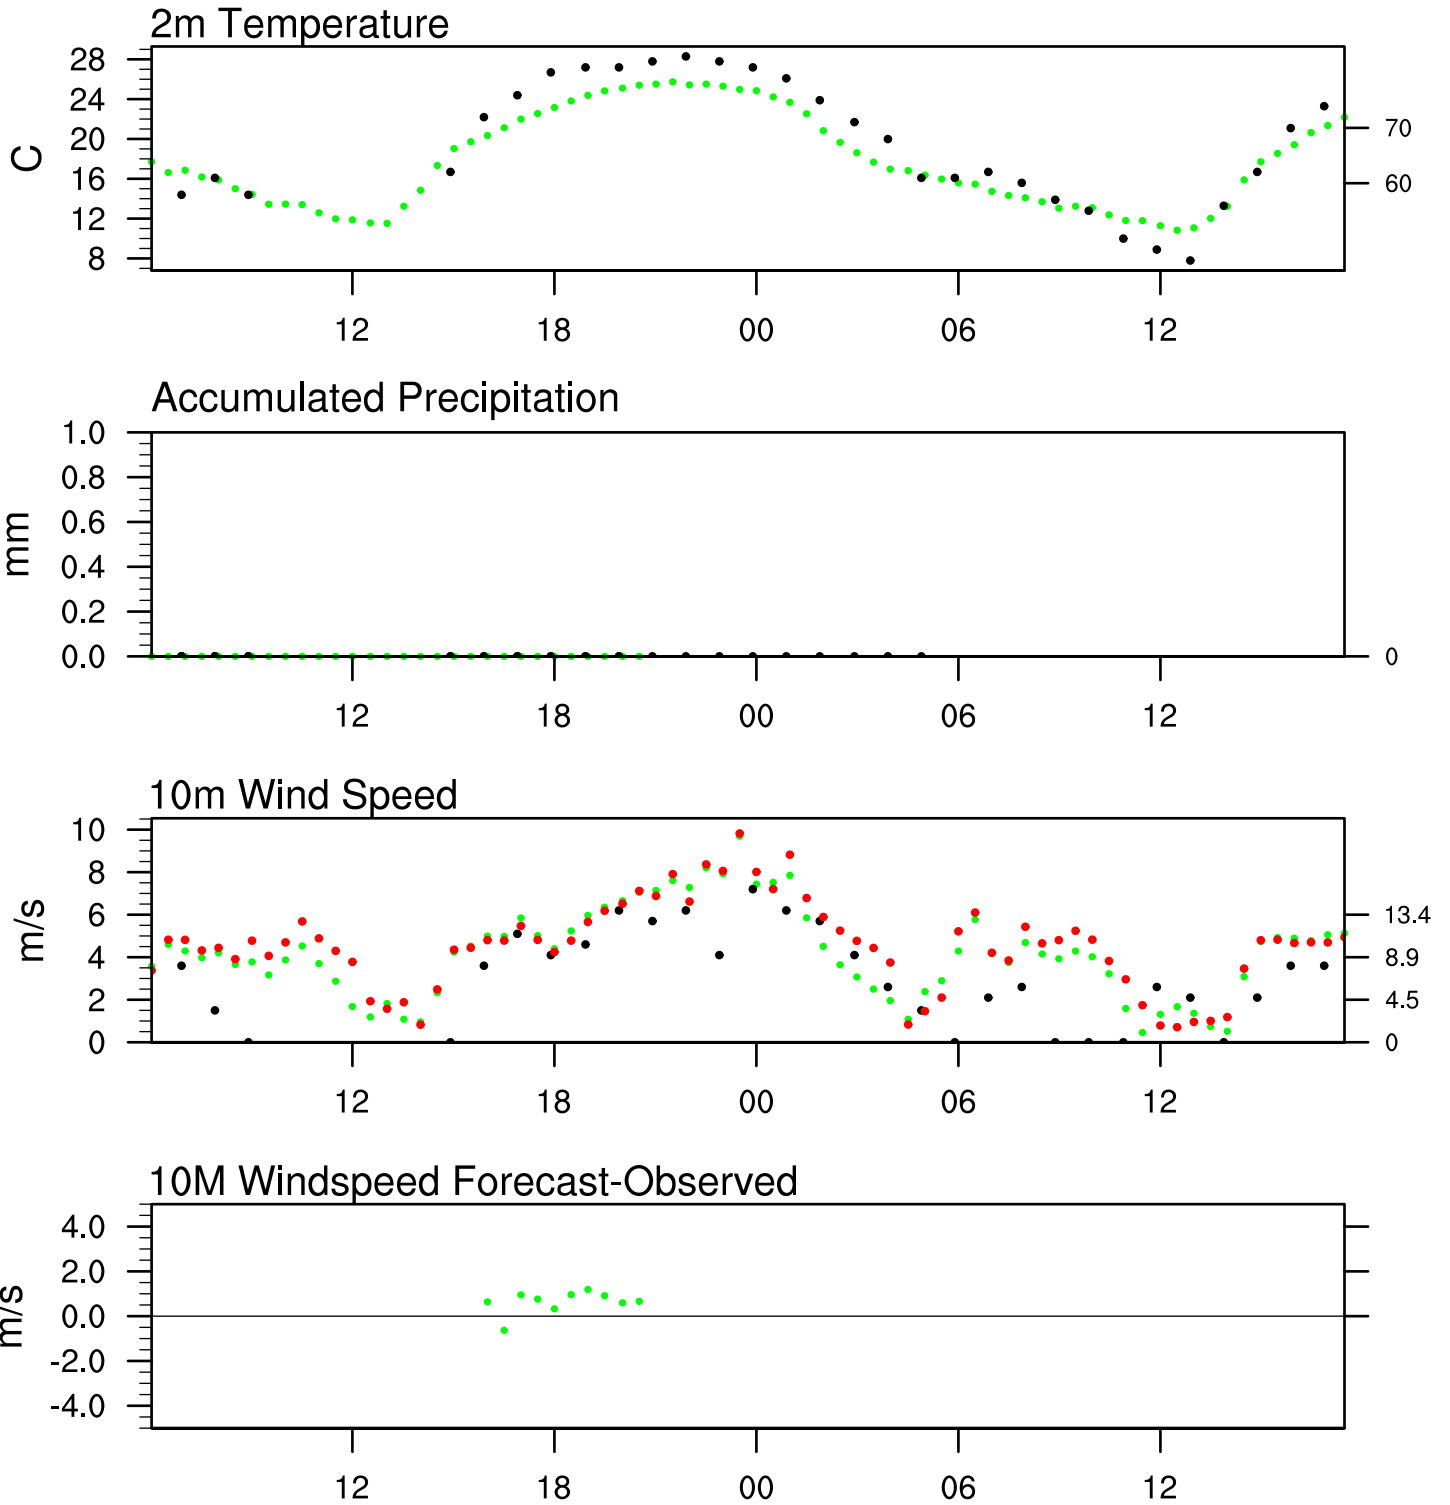 2m Temperature
28
24
20
16
12
8
C
70
60
12 18 00 06 12
Accumulated Precipitation
1.0
0.8
0.6
0.4
0.2
0.0
mm
0
12 18 00 06 12
10m Wind Speed
10
8
6
4
2
0
m/s
13.4
8.9
4.5
0
12 18 00 06 12
10M Windspeed Forecast-Observed
4.0
2.0
0.0
-2.0
-4.0
m/s
12 18 00 06 12